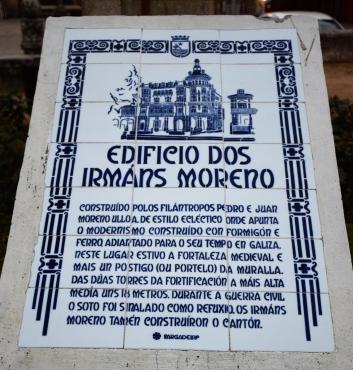 EDIFICIO DOS
IRMÁNS MORENO
CONSTRUÍDO POLOS FILÁNTROPOS PEDRO E JUAN
MORENO ULLOA, DE ESTILO ECLÉCTICO ONDE APUNTA
O MODERNISMO CONSTRUÍDO CON FORMIGÓN E
FERRO ADIANTADO PARA O SEU TEMPO EN GALIZA.
NESTE LUGAR ESTIVO A FORTALEZA MEDIEVAL E
MAIS UN POSTIGO (OU PORTELO) DA MURALLA.
DAS DÚAS TORRES DA FORTIFICACIÓN A MÁIS ALTA
MEDÍA UNS 18 METROS. DURANTE A GUERRA CIVIL
O SOTO FOI SINALADO COMO REFUXIO. OS IRMÁNS
MORENO TAMÉN CONSTRUÍRON O CANTÓN.
SARGADELOS